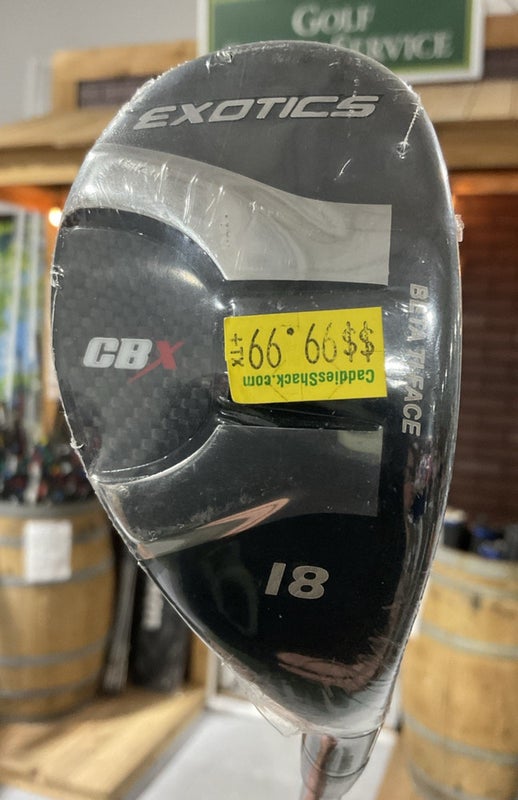 GOLF
SERVICE
EXOTICS
CBX
BETA TI FACE
CaddiesShack.com
$$99.99
+TX
18